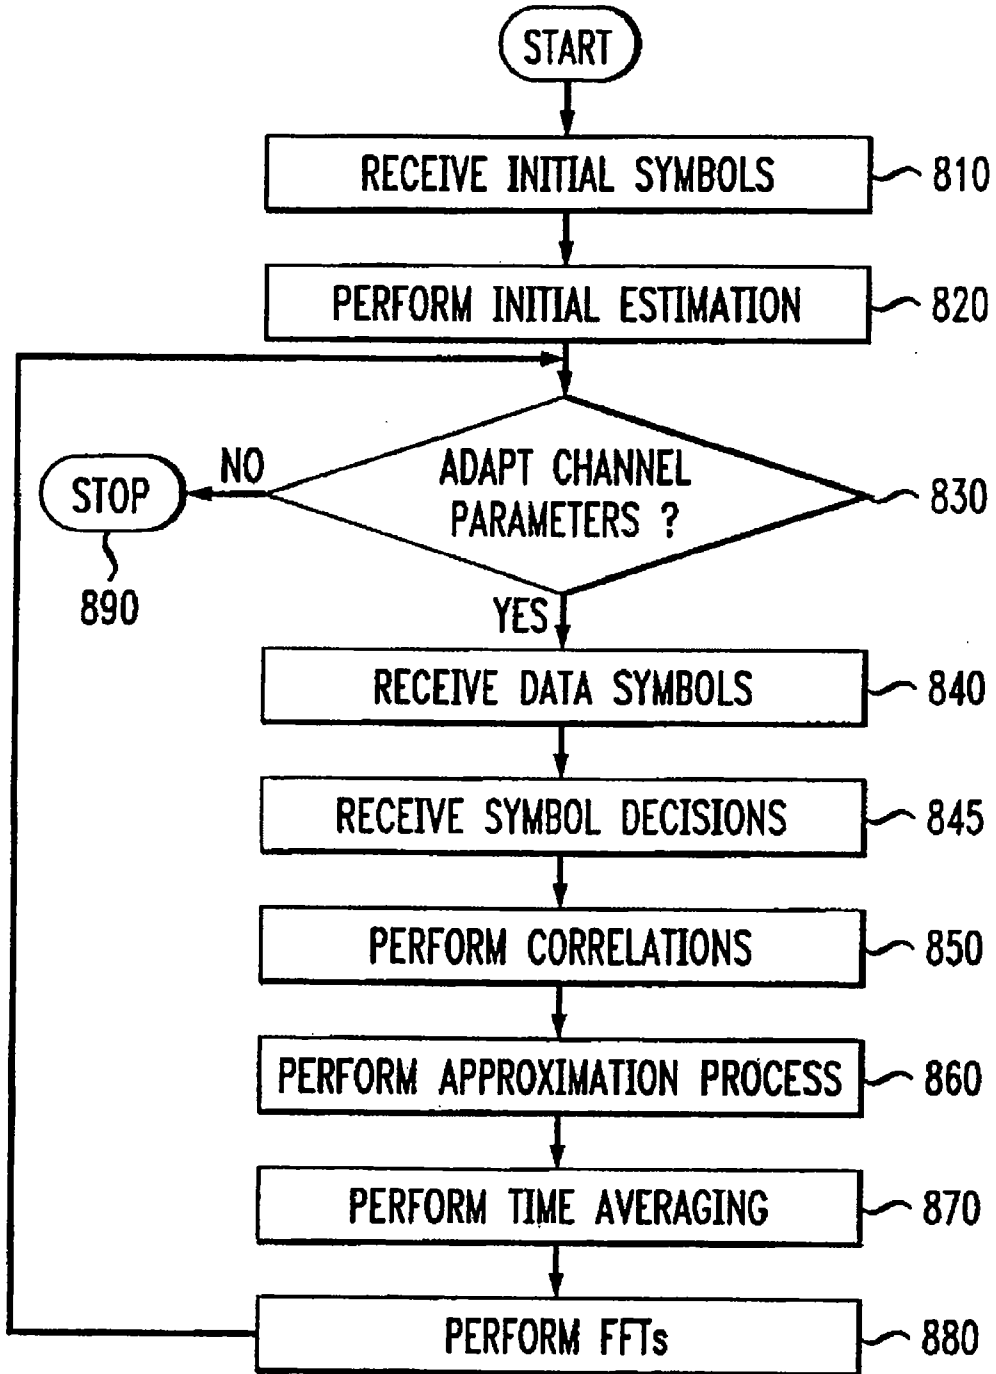 START
RECEIVE INITIAL SYMBOLS
810
PERFORM INITIAL ESTIMATION
820
ADAPT CHANNEL
PARAMETERS ?
830
NO
STOP
890
YES
RECEIVE DATA SYMBOLS
840
RECEIVE SYMBOL DECISIONS
845
PERFORM CORRELATIONS
850
PERFORM APPROXIMATION PROCESS
860
PERFORM TIME AVERAGING
870
PERFORM FFTs
880